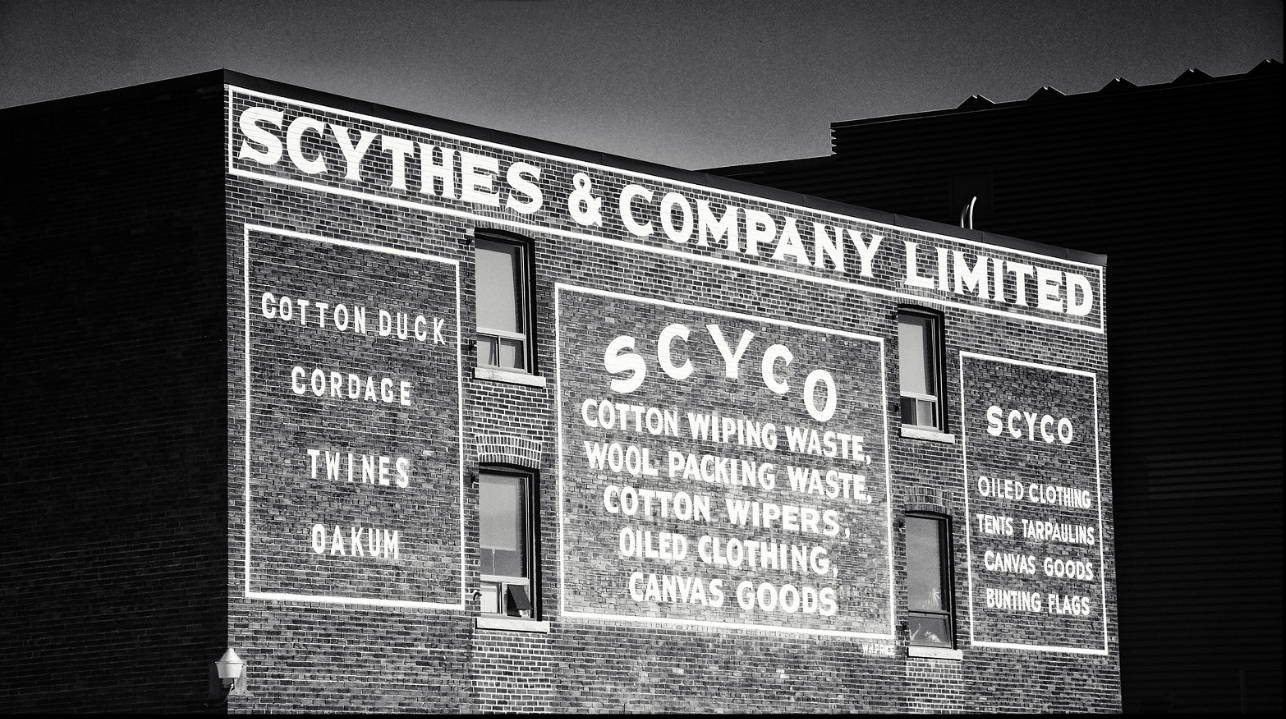 SCYTHES & COMPANY LIMITED
COTTON DUCK
CORDAGE
TWINES
OAKUM
SCYCO
COTTON WIPING WASTE,
WOOL PACKING WASTE,
COTTON WIPERS,
OILED CLOTHING,
CANVAS GOODS
W.H.PRICE
SCYCO
OILED CLOTHING
TENTS TARPAULINS
CANVAS GOODS
BUNTING FLAGS